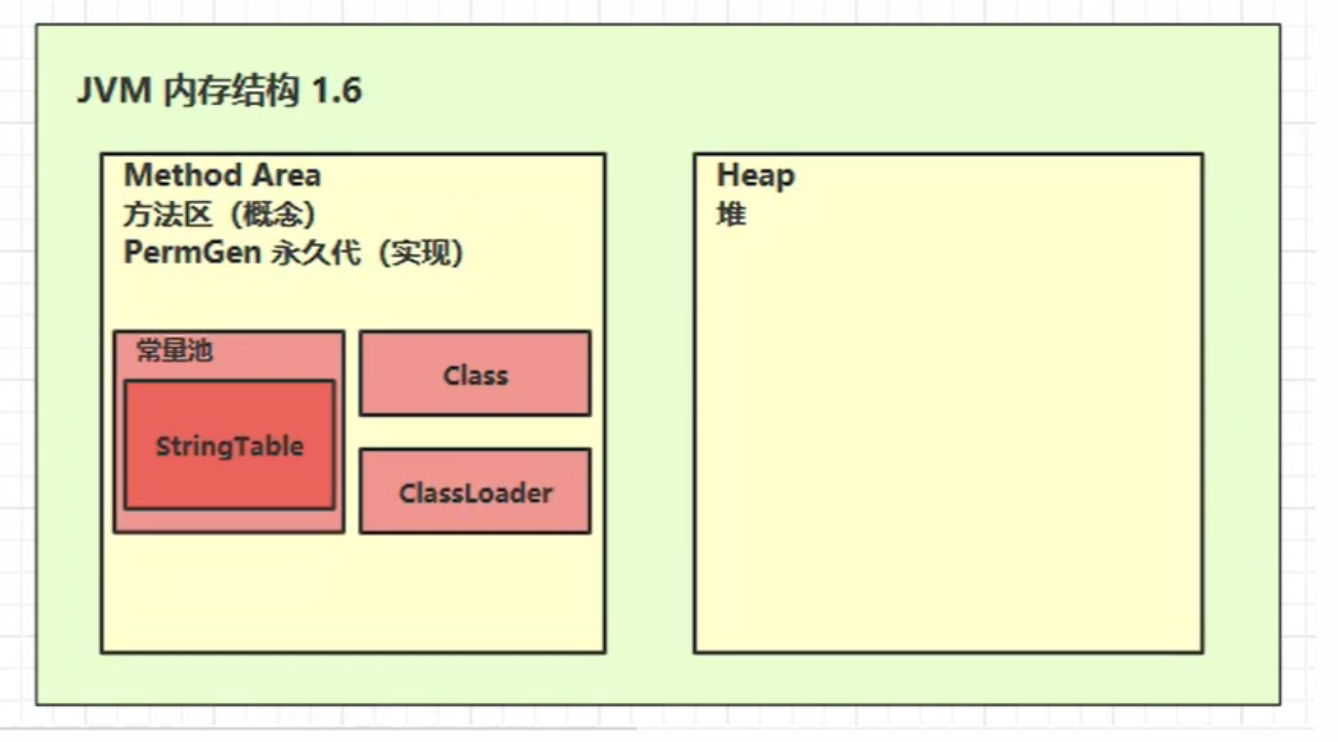 JVM 内存结构 1.6
Method Area
方法区（概念）
PermGen 永久代（实现）
常量池
StringTable
Class
ClassLoader
Heap
堆